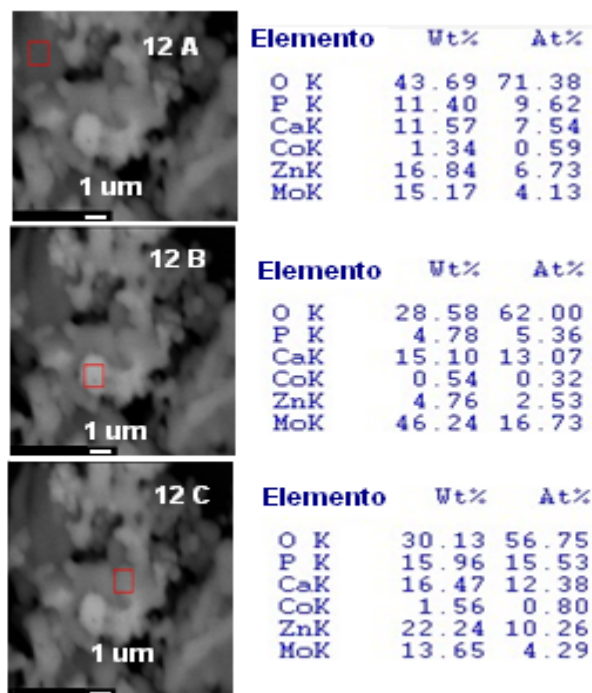 12 A
1 um
Elemento Wt% At%
O K 43.69 71.38
P K 11.40 9.62
CaK 11.57 7.54
CoK 1.34 0.59
ZnK 16.84 6.73
MoK 15.17 4.13
12 B
1 um
Elemento Wt% At%
O K 28.58 62.00
P K 4.78 5.36
CaK 15.10 13.07
CoK 0.54 0.32
ZnK 4.76 2.53
MoK 46.24 16.73
12 C
1 um
Elemento Wt% At%
O K 30.13 56.75
P K 15.96 15.53
CaK 16.47 12.38
CoK 1.56 0.80
ZnK 22.24 10.26
MoK 13.65 4.29